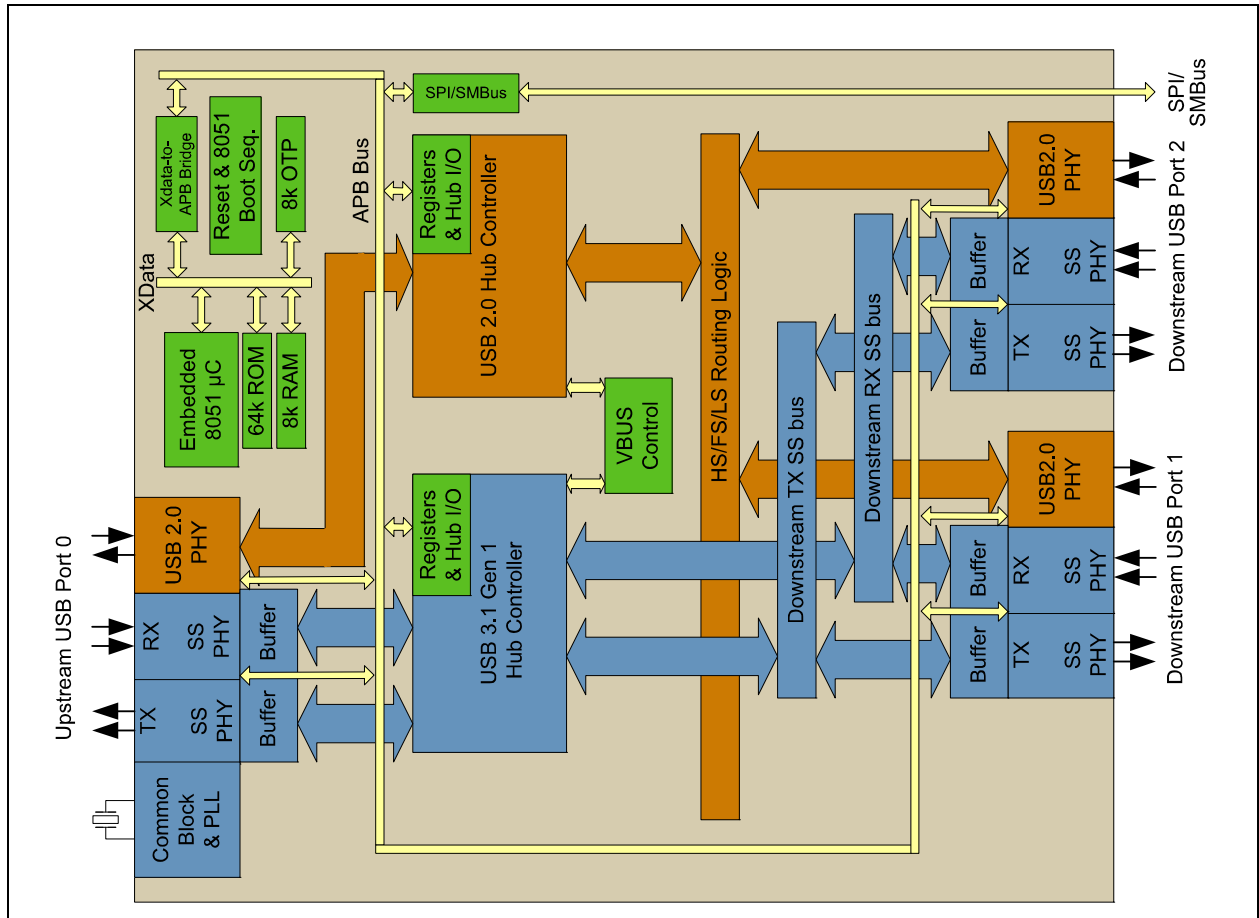 SPI/SMBus
SPI/
SMBus
Xdata-to-
APB Bridge
Reset & 8051
Boot Seq.
8k OTP
APB Bus
XData
Embedded
8051 µC
64k ROM
8k RAM
Registers
& Hub I/O
USB 2.0 Hub Controller
VBUS
Control
HS/FS/LS Routing Logic
Registers
& Hub I/O
USB 3.1 Gen 1
Hub Controller
Downstream TX SS bus
Downstream RX SS bus
Upstream USB Port 0
USB 2.0
PHY
RX
SS
PHY
Buffer
TX
SS
PHY
Buffer
Common
Block
& PLL
Downstream USB Port 2
USB2.0
PHY
Buffer
RX
SS
PHY
Buffer
TX
SS
PHY
Downstream USB Port 1
USB2.0
PHY
Buffer
RX
SS
PHY
Buffer
TX
SS
PHY